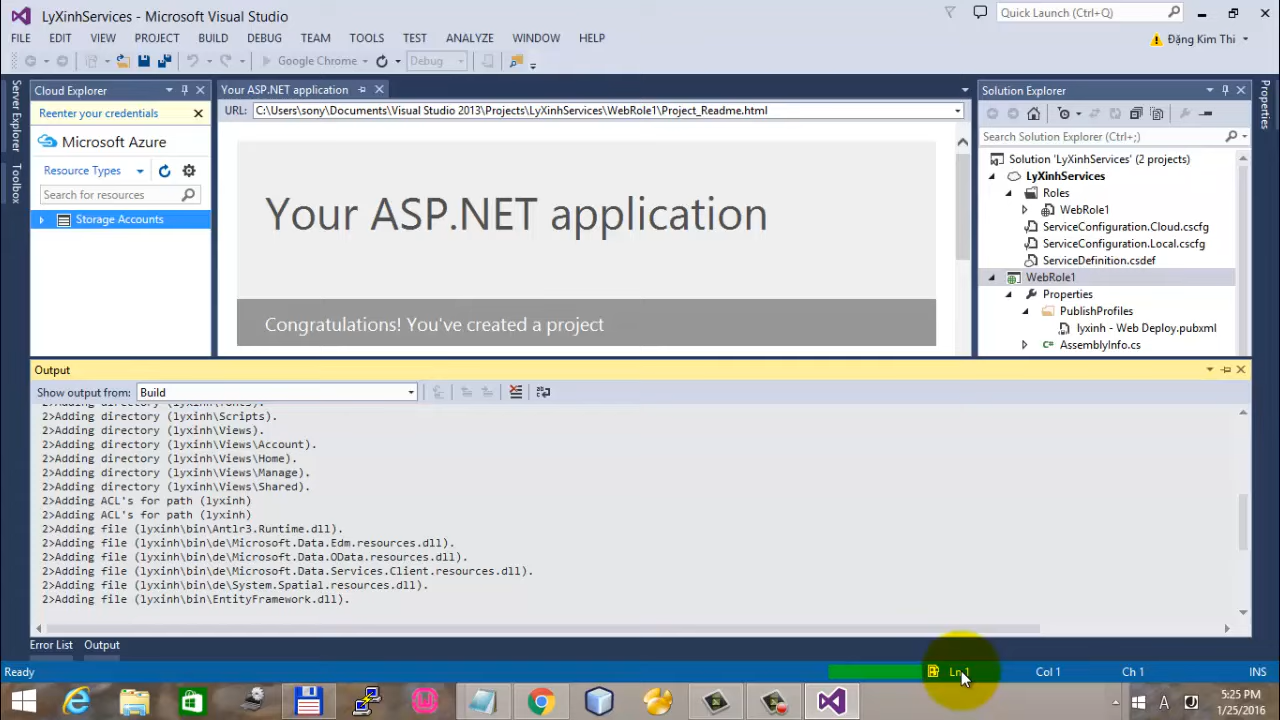 LyXinhServices - Microsoft Visual Studio
Quick Launch (Ctrl+Q)
FILE EDIT VIEW PROJECT BUILD DEBUG TEAM TOOLS TEST ANALYZE WINDOW HELP
Đặng Kim Thi
Google Chrome
Debug
Server Explorer
Toolbox
Cloud Explorer
Reenter your credentials
Microsoft Azure
Resource Types
Search for resources
Storage Accounts
Your ASP.NET application
URL: C:\Users\sony\Documents\Visual Studio 2013\Projects\LyXinhServices\WebRole1\Project_Readme.html
Your ASP.NET application
Congratulations! You've created a project
Solution Explorer
Search Solution Explorer (Ctrl+;)
Solution 'LyXinhServices' (2 projects)
LyXinhServices
Roles
WebRole1
ServiceConfiguration.Cloud.cscfg
ServiceConfiguration.Local.cscfg
ServiceDefinition.csdef
WebRole1
Properties
PublishProfiles
lyxinh - Web Deploy.pubxml
AssemblyInfo.cs
Properties
Output
Show output from: Build
2>Adding directory (lyxinh\fonts).
2>Adding directory (lyxinh\Scripts).
2>Adding directory (lyxinh\Views).
2>Adding directory (lyxinh\Views\Account).
2>Adding directory (lyxinh\Views\Home).
2>Adding directory (lyxinh\Views\Manage).
2>Adding directory (lyxinh\Views\Shared).
2>Adding ACL's for path (lyxinh)
2>Adding ACL's for path (lyxinh)
2>Adding file (lyxinh\bin\Antlr3.Runtime.dll).
2>Adding file (lyxinh\bin\de\Microsoft.Data.Edm.resources.dll).
2>Adding file (lyxinh\bin\de\Microsoft.Data.OData.resources.dll).
2>Adding file (lyxinh\bin\de\Microsoft.Data.Services.Client.resources.dll).
2>Adding file (lyxinh\bin\de\System.Spatial.resources.dll).
2>Adding file (lyxinh\bin\EntityFramework.dll).
Error List Output
Ready
Ln 1
Col 1
Ch 1
INS
5:25 PM
1/25/2016